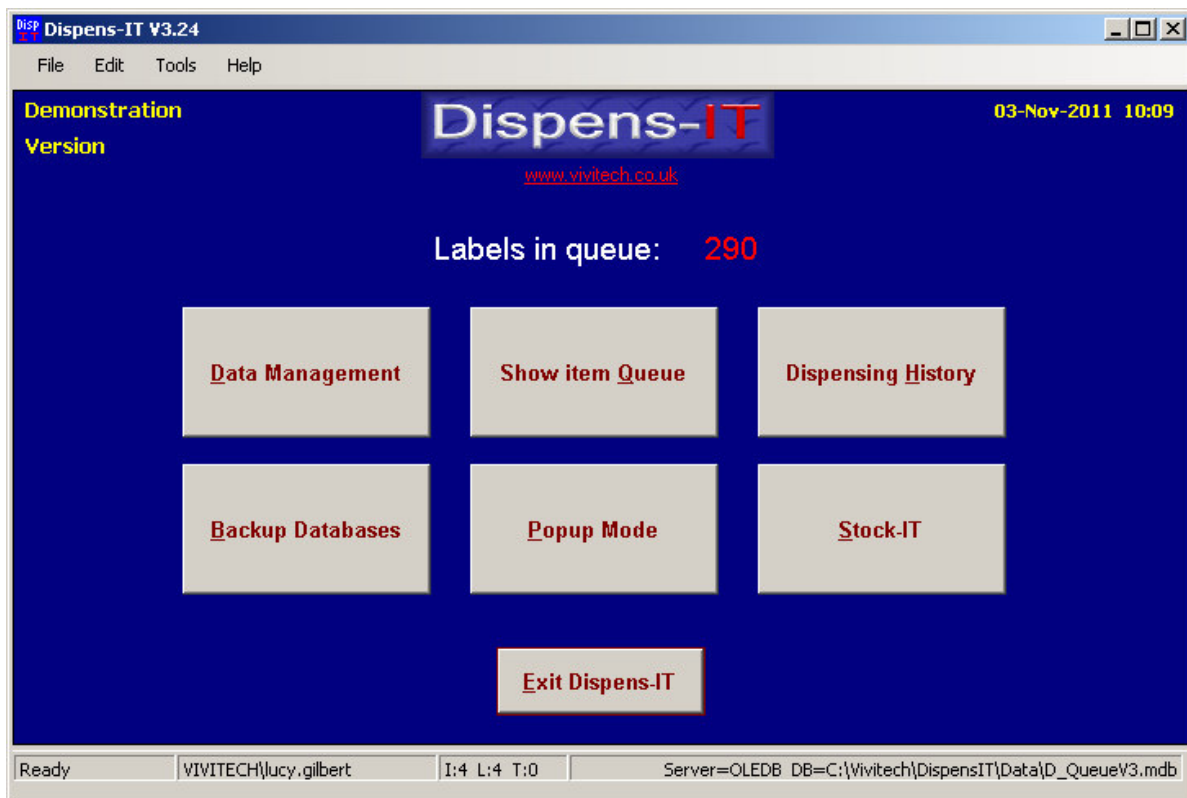 Disp IT Dispens-IT V3.24
File Edit Tools Help
Demonstration
Version
Dispens-IT
03-Nov-2011 10:09
www.vivitech.co.uk
Labels in queue: 290
Data Management Show item Queue Dispensing History
Backup Databases Popup Mode Stock-IT
Exit Dispens-IT
Ready VIVITECH\lucy.gilbert I:4 L:4 T:0 Server=OLEDB DB=C:\Vivitech\DispensIT\Data\D_QueueV3.mdb